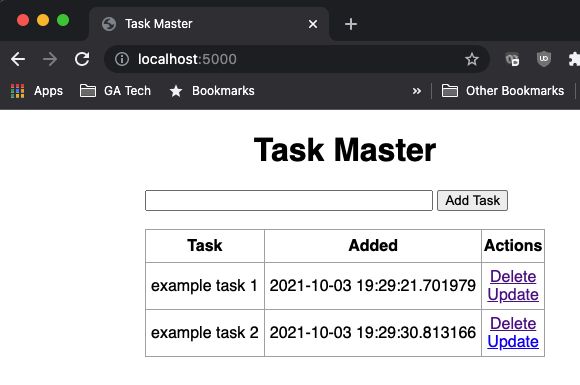 Task Master
localhost:5000
Apps GA Tech Bookmarks » Other Bookmarks
Task Master
Add Task
Task Added Actions
example task 1 2021-10-03 19:29:21.701979 Delete
Update
example task 2 2021-10-03 19:29:30.813166 Delete
Update